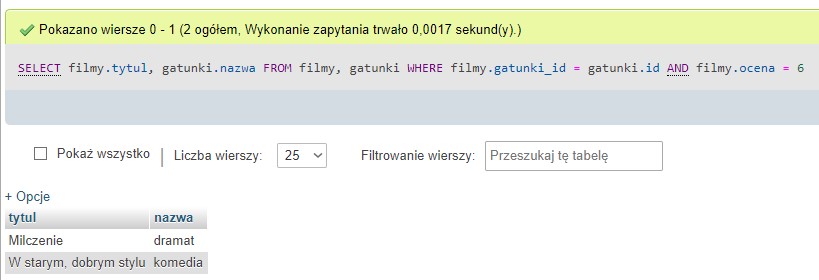 Pokazano wiersze 0 - 1 (2 ogółem, Wykonanie zapytania trwało 0,0017 sekund(y).)
SELECT filmy.tytul, gatunki.nazwa FROM filmy, gatunki WHERE filmy.gatunki_id = gatunki.id AND filmy.ocena = 6
Pokaż wszystko | Liczba wierszy: 25 Filtrowanie wierszy: Przeszukaj tę tabelę
+ Opcje
tytul nazwa
Milczenie dramat
W starym, dobrym stylu komedia